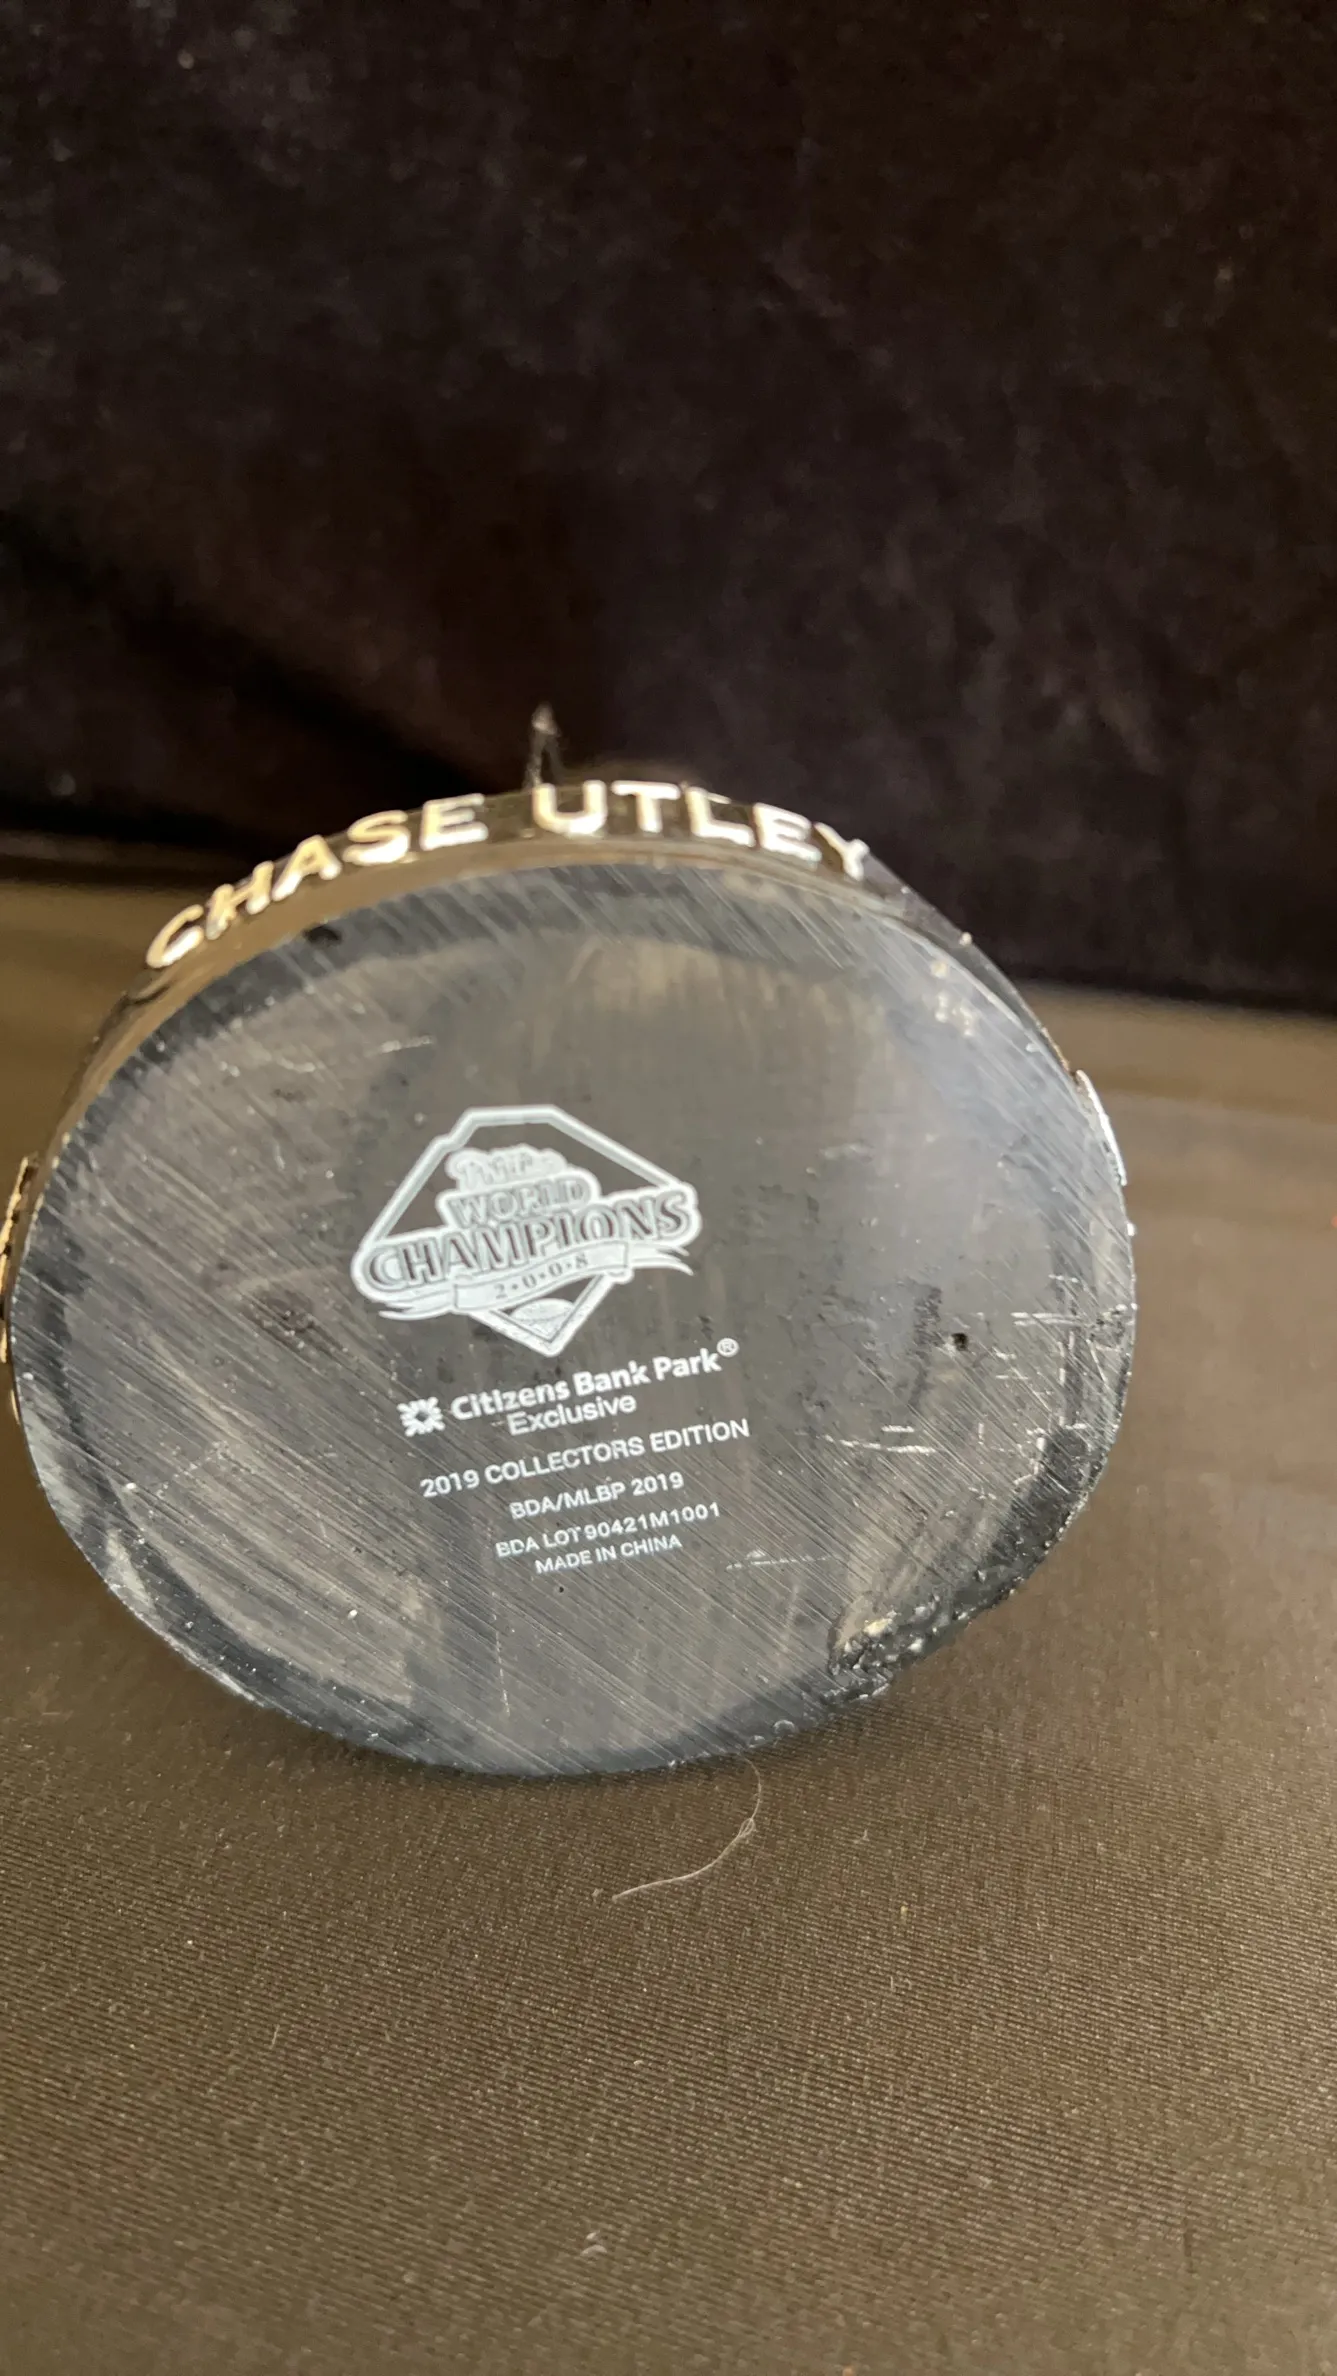 CHASE UTLEY
WORLD
CHAMPIONS
2•0•0•8
Citizens Bank Park®
Exclusive
2019 COLLECTORS EDITION
BDA/MLBP 2019
BDA LOT 90421M1001
MADE IN CHINA